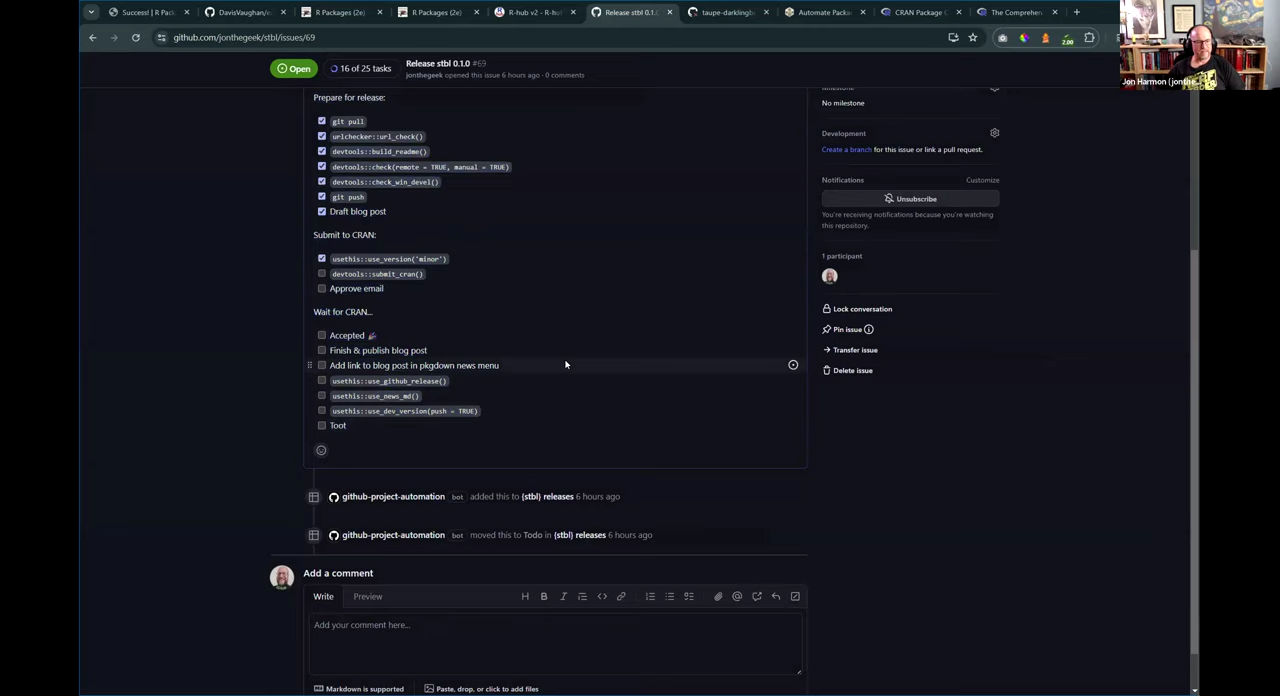 Success! | R Pack
DavisVaughan/e
R Packages (2e)
R Packages (2e)
R-hub v2 - R-hu
Release stbl 0.1.
taupe-darklingb
Automate Packa
CRAN Package C
The Comprehen
github.com/jonthegeek/stbl/issues/69
2.00
Jon Harmon (jonthe...
Open
16 of 25 tasks
Release stbl 0.1.0 #69
jonthegeek opened this issue 6 hours ago · 0 comments
Prepare for release:
git pull
urlchecker::url_check()
devtools::build_readme()
devtools::check(remote = TRUE, manual = TRUE)
devtools::check_win_devel()
git push
Draft blog post
Submit to CRAN:
usethis::use_version('minor')
devtools::submit_cran()
Approve email
Wait for CRAN...
Accepted 🎉
Finish & publish blog post
Add link to blog post in pkgdown news menu
usethis::use_github_release()
usethis::use_news_md()
usethis::use_dev_version(push = TRUE)
Toot
github-project-automation bot added this to {stbl} releases 6 hours ago
github-project-automation bot moved this to Todo in {stbl} releases 6 hours ago
Add a comment
Write
Preview
Add your comment here...
Markdown is supported
Paste, drop, or click to add files
Milestone
No milestone
Development
Create a branch for this issue or link a pull request.
Notifications
Customize
Unsubscribe
You're receiving notifications because you're watching
this repository.
1 participant
Lock conversation
Pin issue
Transfer issue
Delete issue